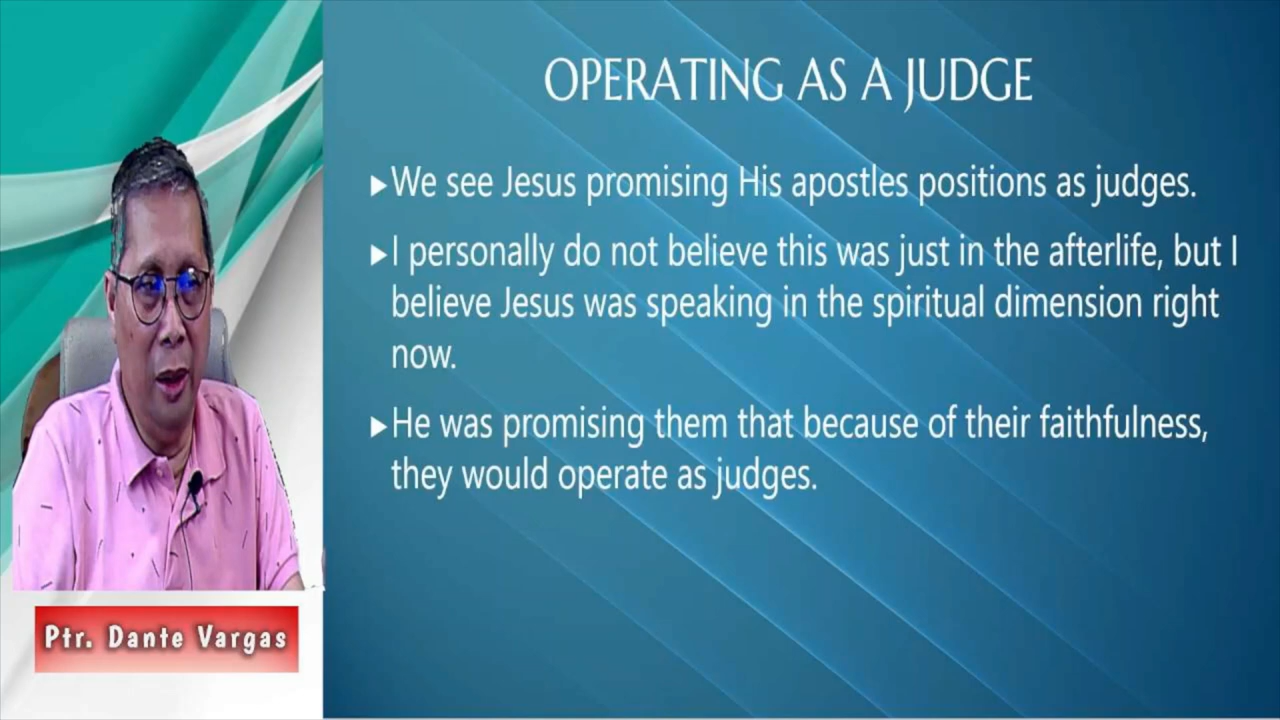 OPERATING AS A JUDGE
▶We see Jesus promising His apostles positions as judges.
▶I personally do not believe this was just in the afterlife, but I
believe Jesus was speaking in the spiritual dimension right
now.
▶He was promising them that because of their faithfulness,
they would operate as judges.
Ptr. Dante Vargas